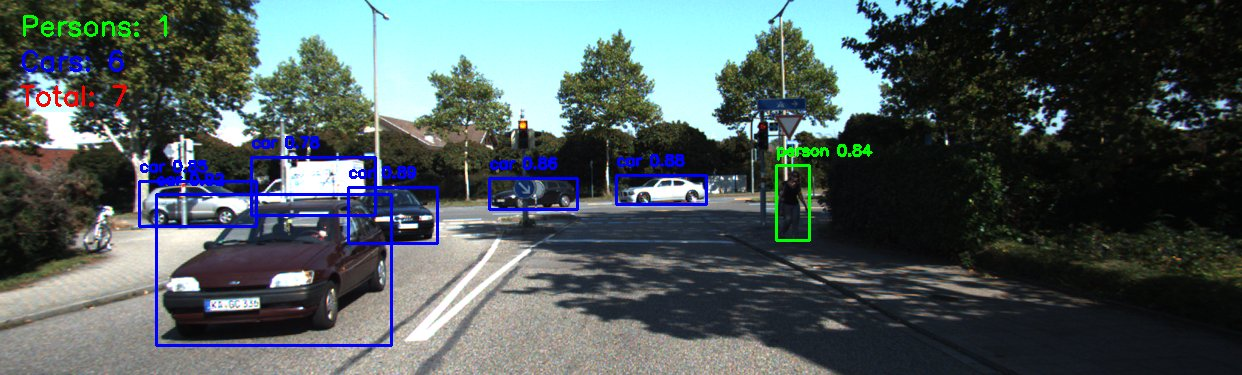 Persons: 1
Cars: 6
Total: 7
car 0.78
car 0.85
car 0.89
car 0.86
car 0.88
person 0.84
KA·GC 336